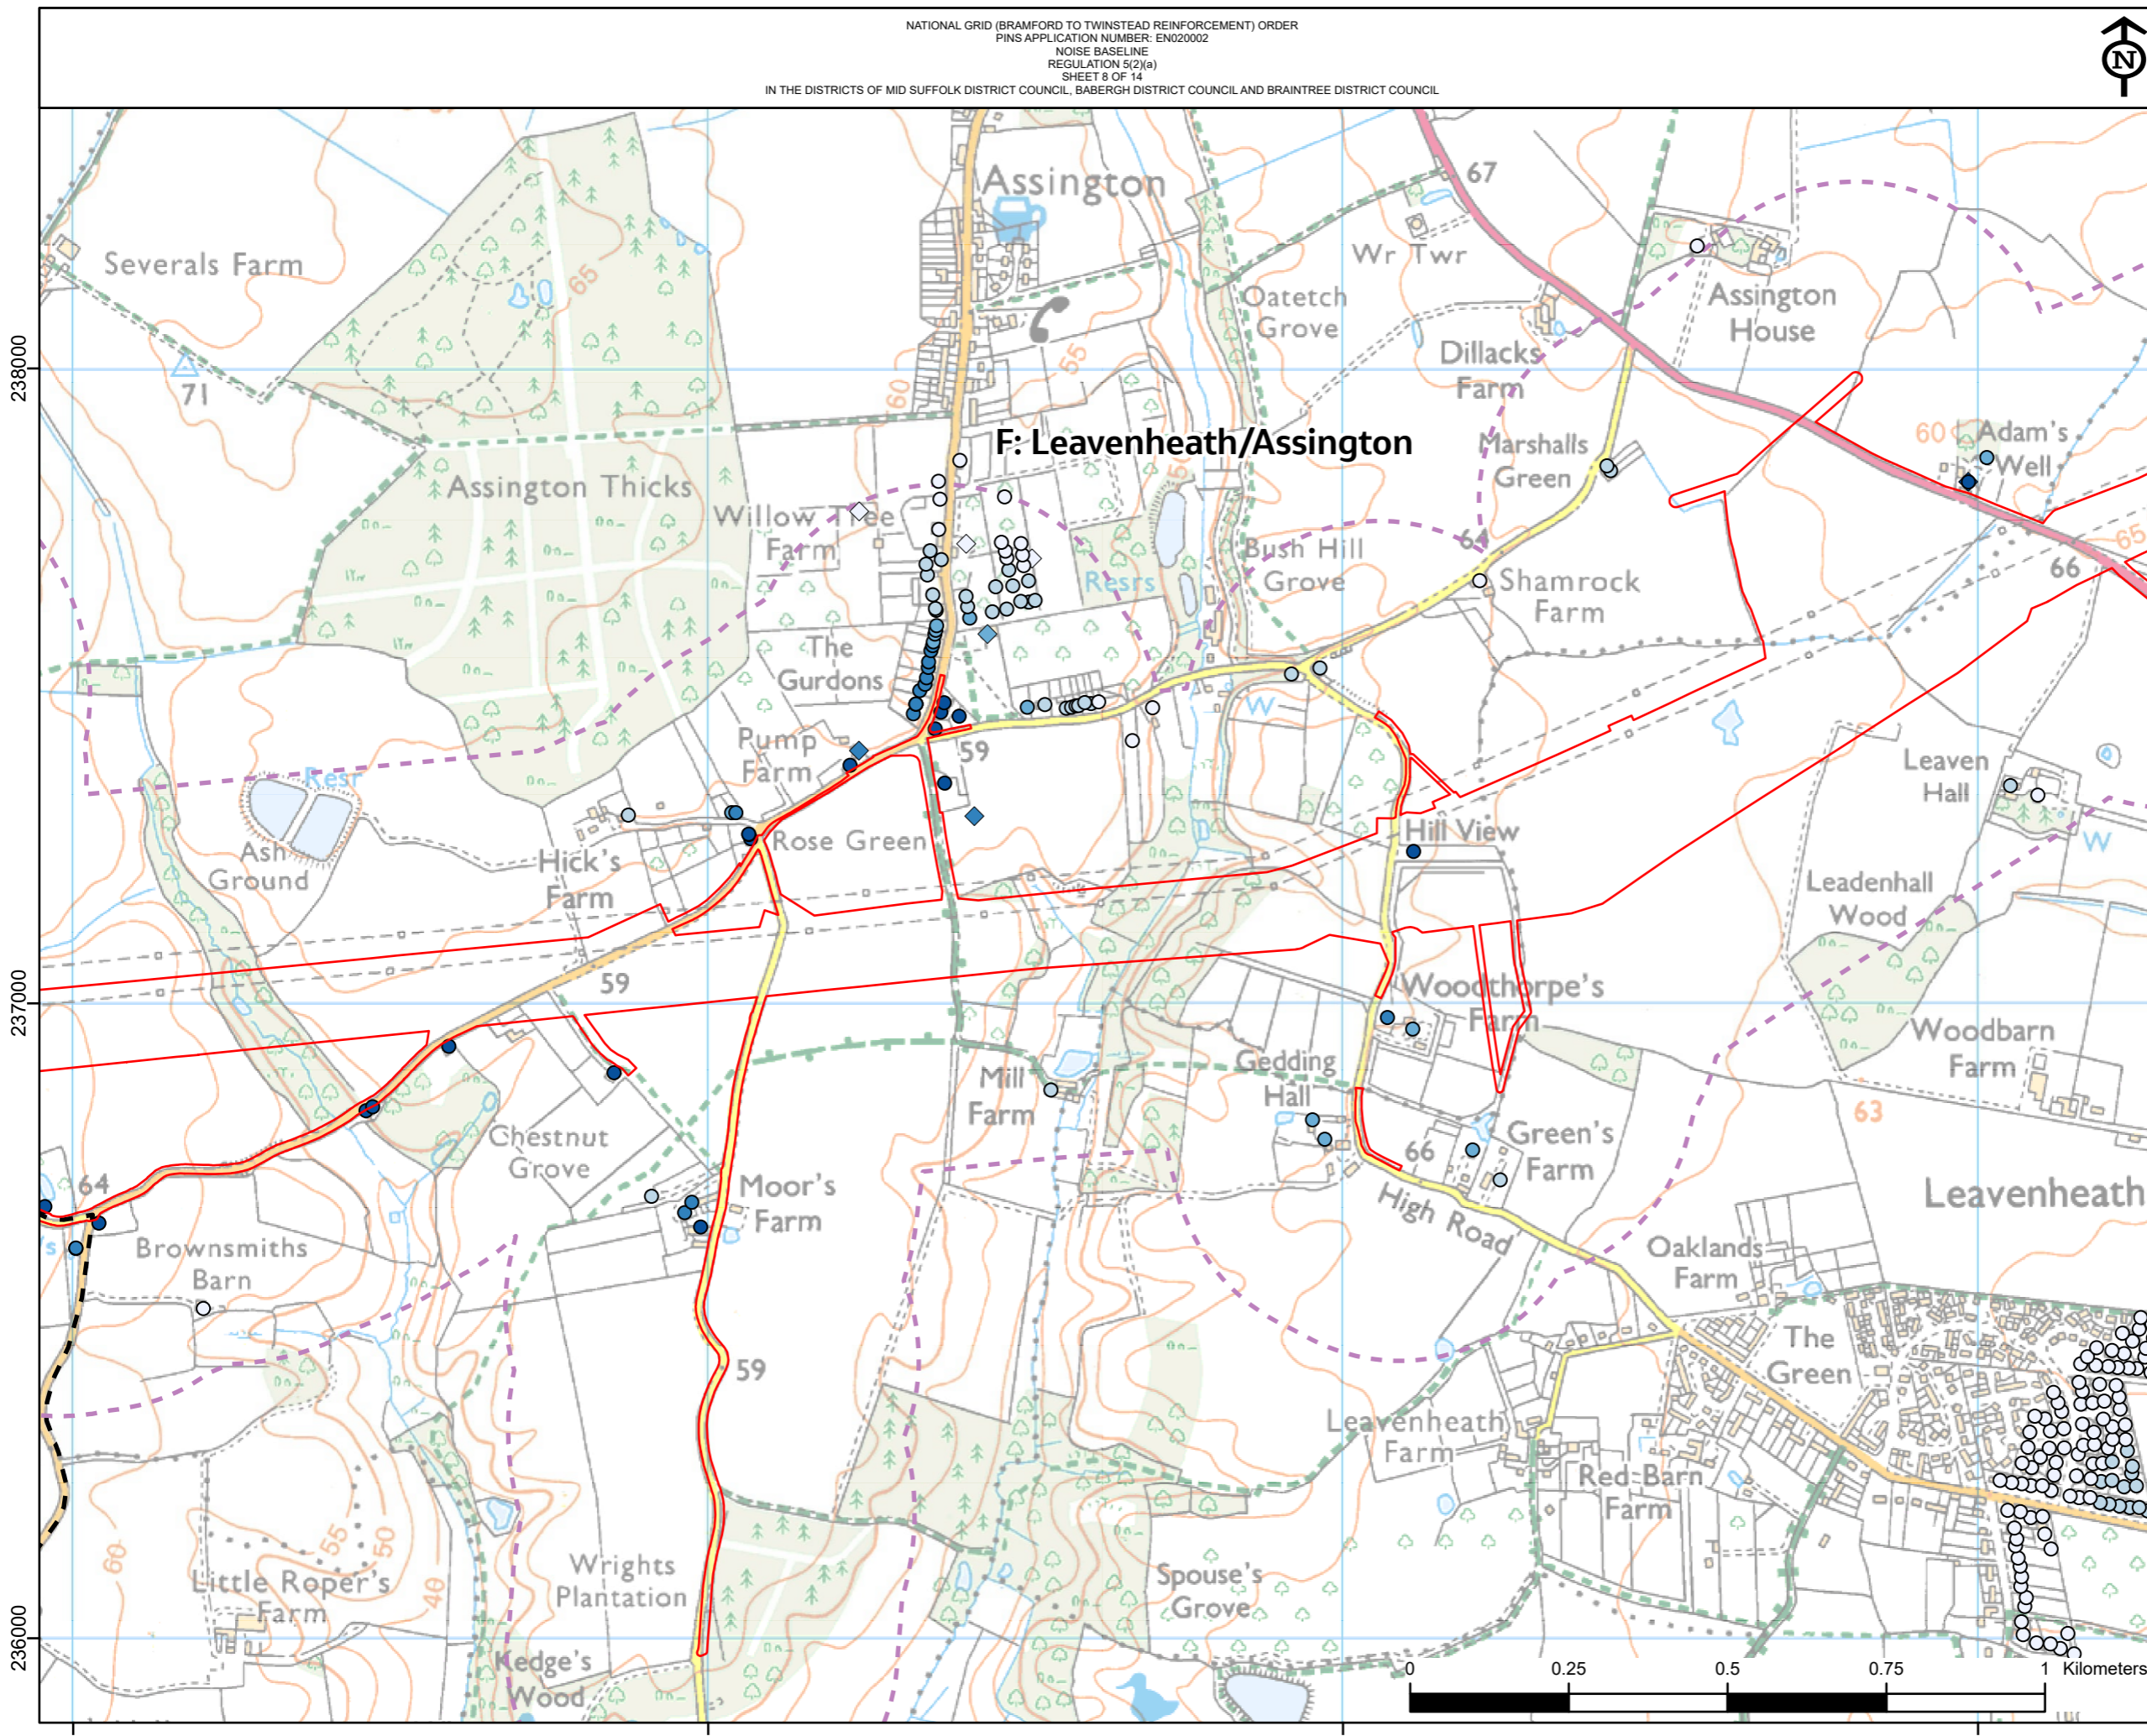 NATIONAL GRID (BRAMFORD TO TWINSTEAD REINFORCEMENT) ORDER
PINS APPLICATION NUMBER: EN020002
NOISE BASELINE
REGULATION 5(2)(a)
SHEET 8 OF 14
IN THE DISTRICTS OF MID SUFFOLK DISTRICT COUNCIL, BABERGH DISTRICT COUNCIL AND BRAINTREE DISTRICT COUNCIL
N
67
Assington
Severals Farm
65
Wr Twr
Oatetch
Grove
Assington
House
238000
55
Dillacks
Farm
71
60
F: Leavenheath/Assington
Marshalls
Green
60
Adam's
Well
Assington Thicks
Willow Tree
Farm
64
Bush Hill
Grove
65
66
Resrs
Shamrock
Farm
The
Gurdons
W
Pump
Farm
59
Resr
Leaven
Hall
Ash
Ground
Hick's
Farm
Rose Green
Hill View
W
Leadenhall
Wood
59
237000
Woodthorpe's
Farm
Woodbarn
Farm
Gedding
Hall
Mill
Farm
63
Chestnut
Grove
66
Green's
Farm
64
Moor's
Farm
High Road
Leavenheath
's
Brownsmiths
Barn
Oaklands
Farm
The
Green
59
Leavenheath
Farm
Red Barn
Farm
60
55
50
40
Little Roper's
Farm
Wrights
Plantation
Spouse's
Grove
236000
Kedge's
Wood
0 0.25 0.5 0.75 1 Kilometers